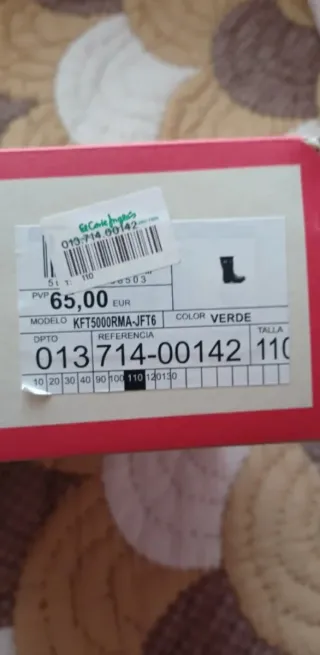 El Corte Inglés
013 714 00142
110
PVP 65,00 EUR
MODELO KFT5000RMA-JFT6 COLOR VERDE
DPTO REFERENCIA TALLA
013 714-00142 110
10 20 30 40 90 100 110 120 130